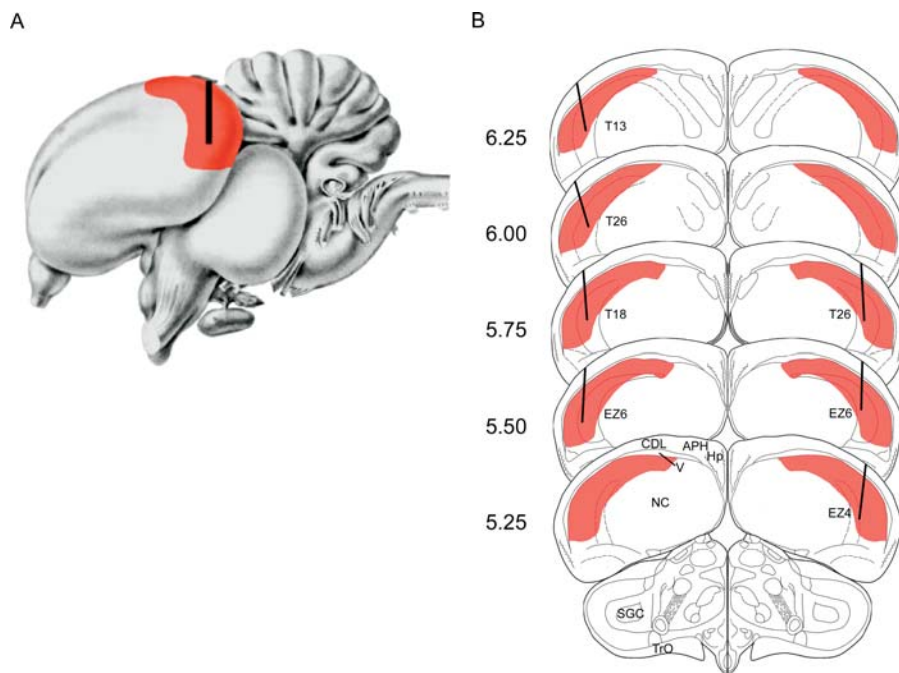 A
B
6.25
T13
6.00
T26
5.75
T18
T26
5.50
EZ6
EZ6
CDL
APH
Hp
V
5.25
NC
EZ4
SGC
TrO